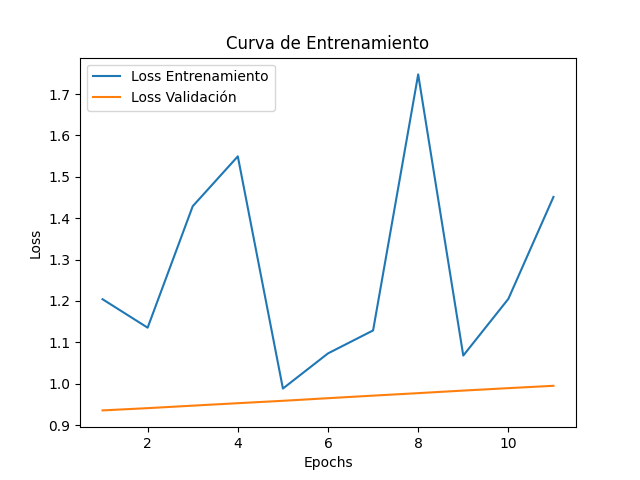 Curva de Entrenamiento
Loss Entrenamiento
Loss Validación
Loss
1.7
1.6
1.5
1.4
1.3
1.2
1.1
1.0
0.9
2
4
6
8
10
Epochs